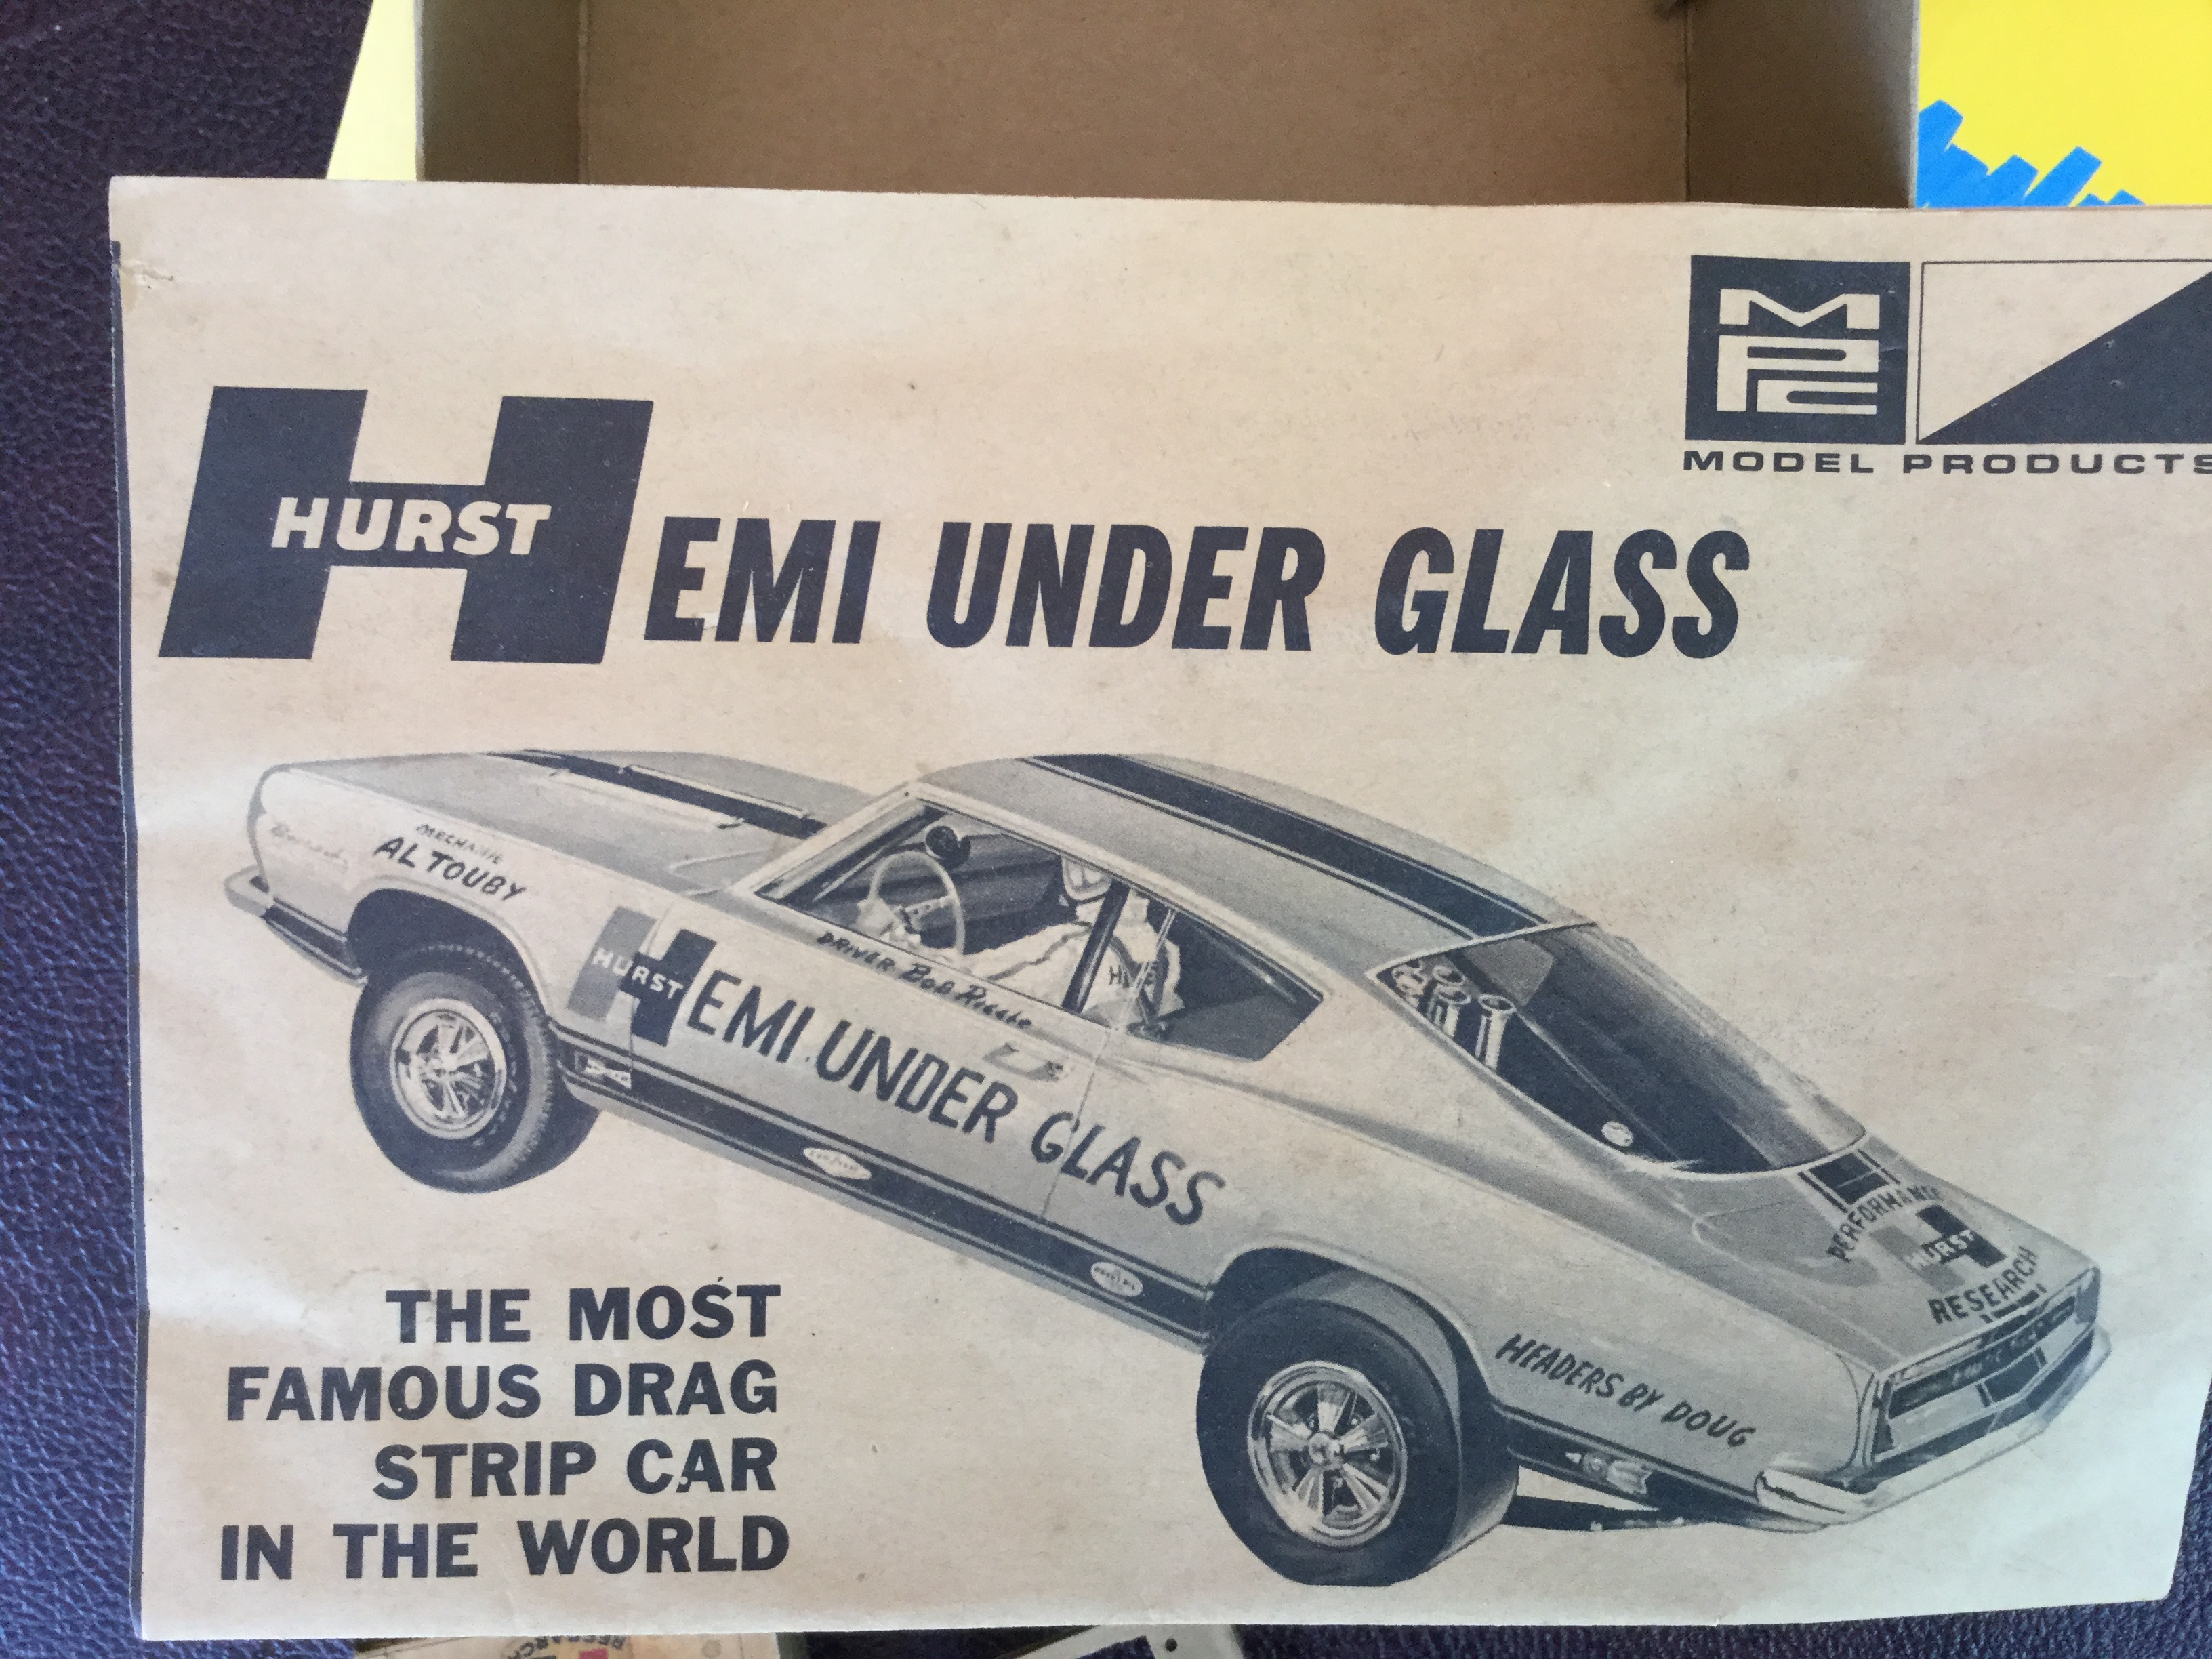 MPC
MODEL PRODUCTS
HURST
HEMI UNDER GLASS
MECHANIC
AL TOUBY
DRIVER BOB RIGGLE
HURST
HEMI UNDER GLASS
PERFORMANCE
HURST
RESEARCH
HEADERS BY DOUG
THE MOST
FAMOUS DRAG
STRIP CAR
IN THE WORLD
RESEARCH